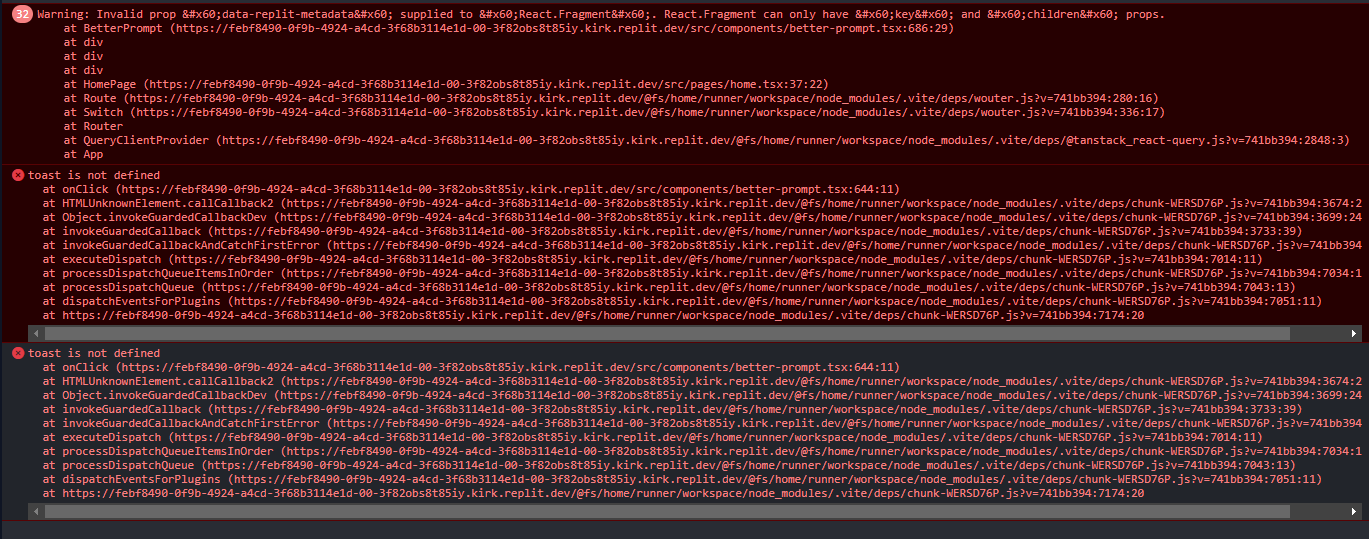 32 Warning: Invalid prop &#x60;data-replit-metadata&#x60; supplied to &#x60;React.Fragment&#x60;. React.Fragment can only have &#x60;key&#x60; and &#x60;children&#x60; props.
at BetterPrompt (https://febf8490-0f9b-4924-a4cd-3f68b3114e1d-00-3f82obs8t85iy.kirk.replit.dev/src/components/better-prompt.tsx:686:29)
at div
at div
at div
at HomePage (https://febf8490-0f9b-4924-a4cd-3f68b3114e1d-00-3f82obs8t85iy.kirk.replit.dev/src/pages/home.tsx:37:22)
at Route (https://febf8490-0f9b-4924-a4cd-3f68b3114e1d-00-3f82obs8t85iy.kirk.replit.dev/@fs/home/runner/workspace/node_modules/.vite/deps/wouter.js?v=741bb394:280:16)
at Switch (https://febf8490-0f9b-4924-a4cd-3f68b3114e1d-00-3f82obs8t85iy.kirk.replit.dev/@fs/home/runner/workspace/node_modules/.vite/deps/wouter.js?v=741bb394:336:17)
at Router
at QueryClientProvider (https://febf8490-0f9b-4924-a4cd-3f68b3114e1d-00-3f82obs8t85iy.kirk.replit.dev/@fs/home/runner/workspace/node_modules/.vite/deps/@tanstack_react-query.js?v=741bb394:2848:3)
at App
toast is not defined
at onClick (https://febf8490-0f9b-4924-a4cd-3f68b3114e1d-00-3f82obs8t85iy.kirk.replit.dev/src/components/better-prompt.tsx:644:11)
at HTMLUnknownElement.callCallback2 (https://febf8490-0f9b-4924-a4cd-3f68b3114e1d-00-3f82obs8t85iy.kirk.replit.dev/@fs/home/runner/workspace/node_modules/.vite/deps/chunk-WERSD76P.js?v=741bb394:3674:2
at Object.invokeGuardedCallbackDev (https://febf8490-0f9b-4924-a4cd-3f68b3114e1d-00-3f82obs8t85iy.kirk.replit.dev/@fs/home/runner/workspace/node_modules/.vite/deps/chunk-WERSD76P.js?v=741bb394:3699:24
at invokeGuardedCallback (https://febf8490-0f9b-4924-a4cd-3f68b3114e1d-00-3f82obs8t85iy.kirk.replit.dev/@fs/home/runner/workspace/node_modules/.vite/deps/chunk-WERSD76P.js?v=741bb394:3733:39)
at invokeGuardedCallbackAndCatchFirstError (https://febf8490-0f9b-4924-a4cd-3f68b3114e1d-00-3f82obs8t85iy.kirk.replit.dev/@fs/home/runner/workspace/node_modules/.vite/deps/chunk-WERSD76P.js?v=741bb394
at executeDispatch (https://febf8490-0f9b-4924-a4cd-3f68b3114e1d-00-3f82obs8t85iy.kirk.replit.dev/@fs/home/runner/workspace/node_modules/.vite/deps/chunk-WERSD76P.js?v=741bb394:7014:11)
at processDispatchQueueItemsInOrder (https://febf8490-0f9b-4924-a4cd-3f68b3114e1d-00-3f82obs8t85iy.kirk.replit.dev/@fs/home/runner/workspace/node_modules/.vite/deps/chunk-WERSD76P.js?v=741bb394:7034:1
at processDispatchQueue (https://febf8490-0f9b-4924-a4cd-3f68b3114e1d-00-3f82obs8t85iy.kirk.replit.dev/@fs/home/runner/workspace/node_modules/.vite/deps/chunk-WERSD76P.js?v=741bb394:7043:13)
at dispatchEventsForPlugins (https://febf8490-0f9b-4924-a4cd-3f68b3114e1d-00-3f82obs8t85iy.kirk.replit.dev/@fs/home/runner/workspace/node_modules/.vite/deps/chunk-WERSD76P.js?v=741bb394:7051:11)
at https://febf8490-0f9b-4924-a4cd-3f68b3114e1d-00-3f82obs8t85iy.kirk.replit.dev/@fs/home/runner/workspace/node_modules/.vite/deps/chunk-WERSD76P.js?v=741bb394:7174:20
toast is not defined
at onClick (https://febf8490-0f9b-4924-a4cd-3f68b3114e1d-00-3f82obs8t85iy.kirk.replit.dev/src/components/better-prompt.tsx:644:11)
at HTMLUnknownElement.callCallback2 (https://febf8490-0f9b-4924-a4cd-3f68b3114e1d-00-3f82obs8t85iy.kirk.replit.dev/@fs/home/runner/workspace/node_modules/.vite/deps/chunk-WERSD76P.js?v=741bb394:3674:2
at Object.invokeGuardedCallbackDev (https://febf8490-0f9b-4924-a4cd-3f68b3114e1d-00-3f82obs8t85iy.kirk.replit.dev/@fs/home/runner/workspace/node_modules/.vite/deps/chunk-WERSD76P.js?v=741bb394:3699:24
at invokeGuardedCallback (https://febf8490-0f9b-4924-a4cd-3f68b3114e1d-00-3f82obs8t85iy.kirk.replit.dev/@fs/home/runner/workspace/node_modules/.vite/deps/chunk-WERSD76P.js?v=741bb394:3733:39)
at invokeGuardedCallbackAndCatchFirstError (https://febf8490-0f9b-4924-a4cd-3f68b3114e1d-00-3f82obs8t85iy.kirk.replit.dev/@fs/home/runner/workspace/node_modules/.vite/deps/chunk-WERSD76P.js?v=741bb394
at executeDispatch (https://febf8490-0f9b-4924-a4cd-3f68b3114e1d-00-3f82obs8t85iy.kirk.replit.dev/@fs/home/runner/workspace/node_modules/.vite/deps/chunk-WERSD76P.js?v=741bb394:7014:11)
at processDispatchQueueItemsInOrder (https://febf8490-0f9b-4924-a4cd-3f68b3114e1d-00-3f82obs8t85iy.kirk.replit.dev/@fs/home/runner/workspace/node_modules/.vite/deps/chunk-WERSD76P.js?v=741bb394:7034:1
at processDispatchQueue (https://febf8490-0f9b-4924-a4cd-3f68b3114e1d-00-3f82obs8t85iy.kirk.replit.dev/@fs/home/runner/workspace/node_modules/.vite/deps/chunk-WERSD76P.js?v=741bb394:7043:13)
at dispatchEventsForPlugins (https://febf8490-0f9b-4924-a4cd-3f68b3114e1d-00-3f82obs8t85iy.kirk.replit.dev/@fs/home/runner/workspace/node_modules/.vite/deps/chunk-WERSD76P.js?v=741bb394:7051:11)
at https://febf8490-0f9b-4924-a4cd-3f68b3114e1d-00-3f82obs8t85iy.kirk.replit.dev/@fs/home/runner/workspace/node_modules/.vite/deps/chunk-WERSD76P.js?v=741bb394:7174:20